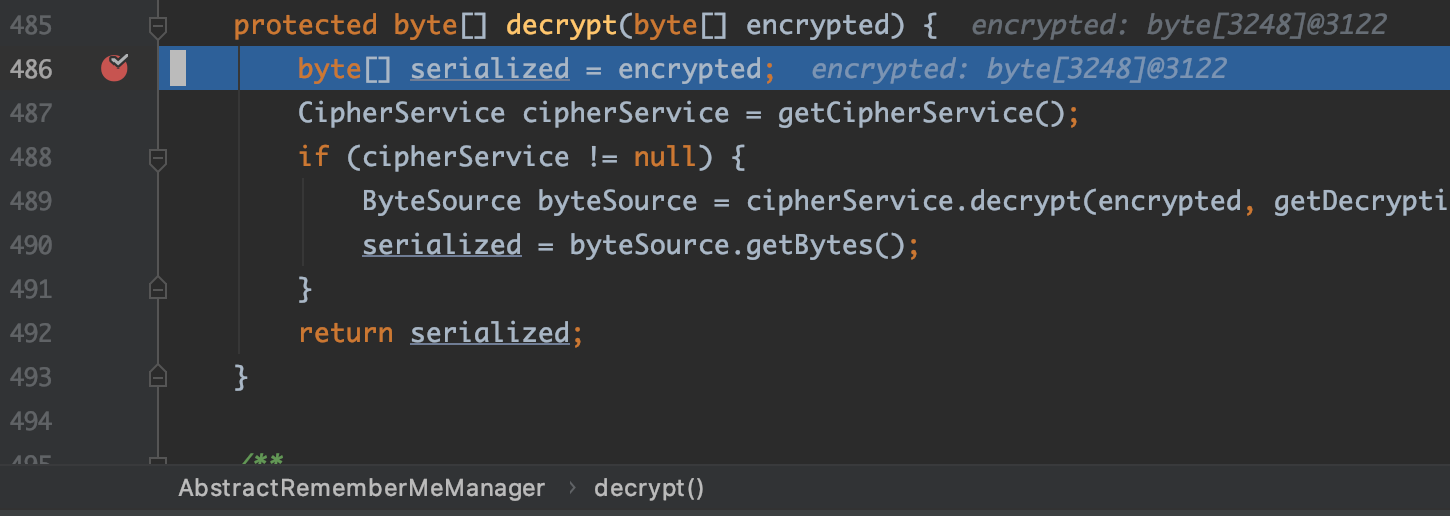 485 protected byte[] decrypt(byte[] encrypted) { encrypted: byte[3248]@3122
486 byte[] serialized = encrypted; encrypted: byte[3248]@3122
487 CipherService cipherService = getCipherService();
488 if (cipherService != null) {
489 ByteSource byteSource = cipherService.decrypt(encrypted, getDecrypti
490 serialized = byteSource.getBytes();
491 }
492 return serialized;
493 }
494
495 /**
AbstractRememberMeManager › decrypt()